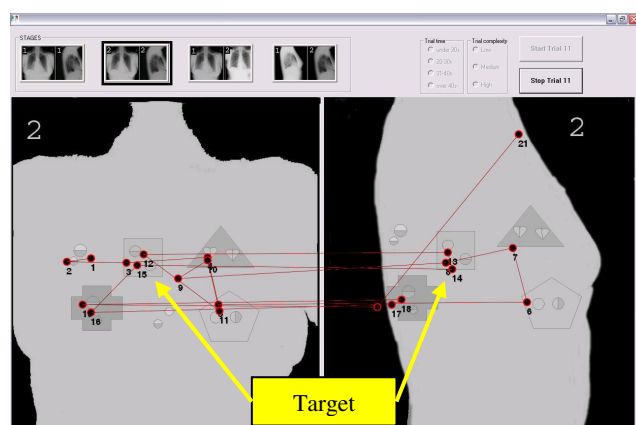 STAGES
1 1 2 2 1 2 1 2
Trial time
under 20s
20-30s
31-40s
over 40s
Trial complexity
Low
Medium
High
Start Trial 11
Stop Trial 11
2
2
21
2
1
3
12
15
9
10
13
14
7
16
11
17
18
6
Target